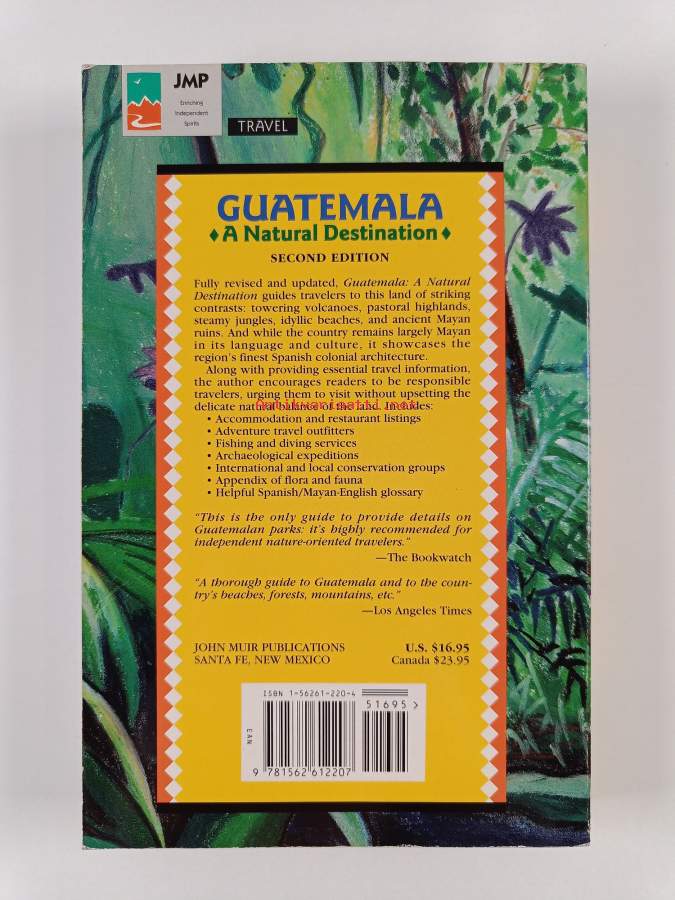 JMP
Enriching
Independent
Spirits
TRAVEL
GUATEMALA
♦ A Natural Destination ♦
SECOND EDITION
Fully revised and updated, Guatemala: A Natural
Destination guides travelers to this land of striking
contrasts: towering volcanoes, pastoral highlands,
steamy jungles, idyllic beaches, and ancient Mayan
ruins. And while the country remains largely Mayan
in its language and culture, it showcases the
region's finest Spanish colonial architecture.
Along with providing essential travel information,
the author encourages readers to be responsible
travelers, urging them to visit without upsetting the
delicate natural balance of the land. Includes:
Antikvariaatti.net
• Accommodation and restaurant listings
• Adventure travel outfitters
• Fishing and diving services
• Archaeological expeditions
• International and local conservation groups
• Appendix of flora and fauna
• Helpful Spanish/Mayan-English glossary
"This is the only guide to provide details on
Guatemalan parks: it's highly recommended for
independent nature-oriented travelers."
—The Bookwatch
"A thorough guide to Guatemala and to the coun-
try's beaches, forests, mountains, etc."
—Los Angeles Times
JOHN MUIR PUBLICATIONS
SANTA FE, NEW MEXICO
U.S. $16.95
Canada $23.95
ISBN 1-56261-220-4
51695 >
EAN
9 781562 612207